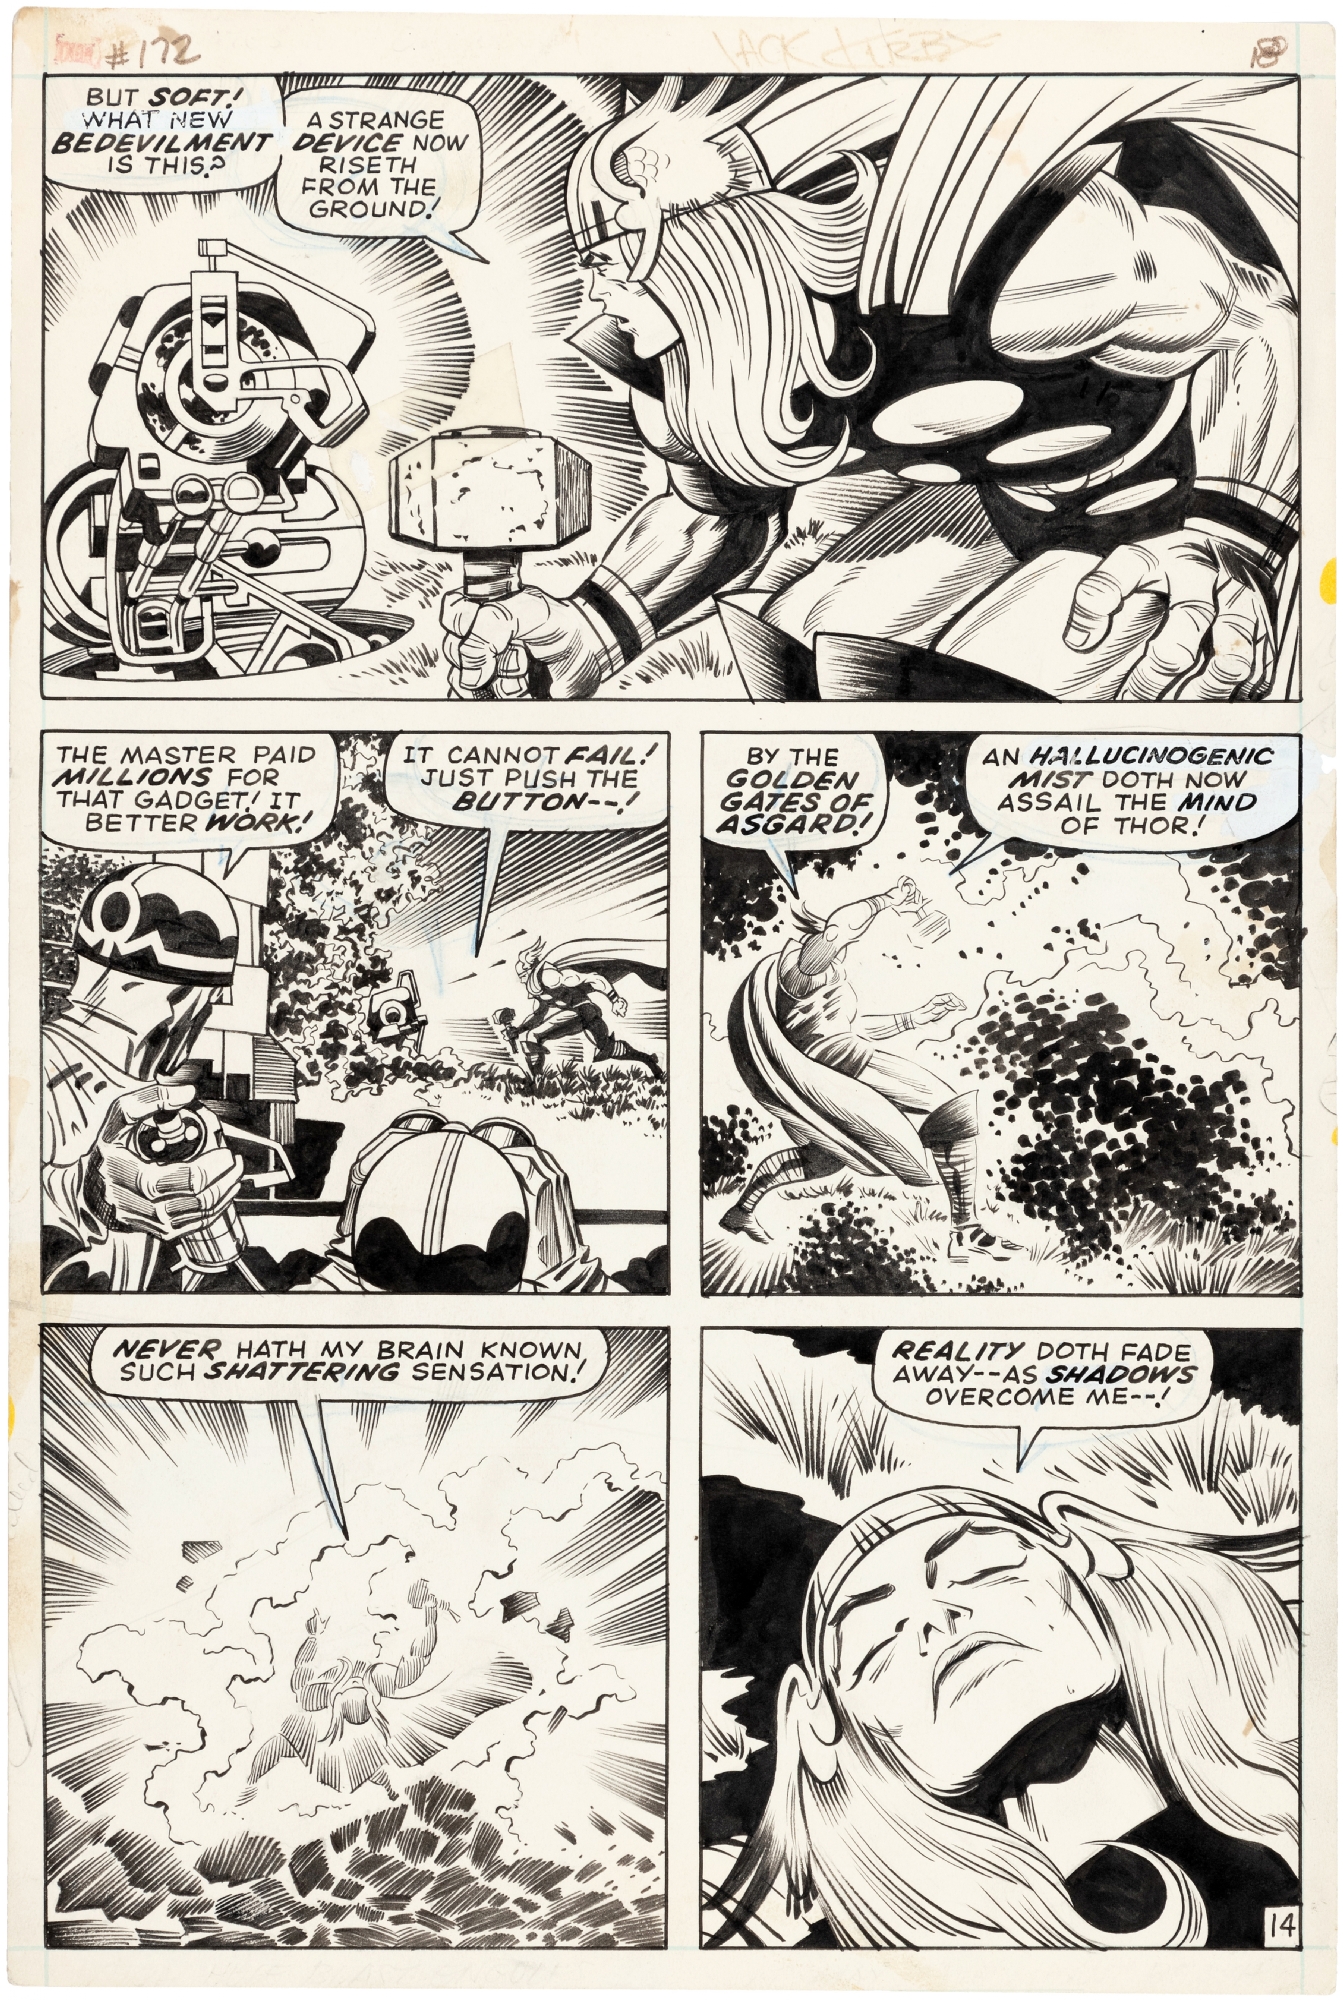 #172
JACK KIRBY
18
BUT SOFT!
WHAT NEW
BEDEVILMENT
IS THIS?
A STRANGE
DEVICE NOW
RISETH
FROM THE
GROUND!
THE MASTER PAID
MILLIONS FOR
THAT GADGET! IT
BETTER WORK!
IT CANNOT FAIL!
JUST PUSH THE
BUTTON--!
BY THE
GOLDEN
GATES OF
ASGARD!
AN HALLUCINOGENIC
MIST DOTH NOW
ASSAIL THE MIND
OF THOR!
NEVER HATH MY BRAIN KNOWN
SUCH SHATTERING SENSATION!
REALITY DOTH FADE
AWAY--AS SHADOWS
OVERCOME ME--!
14